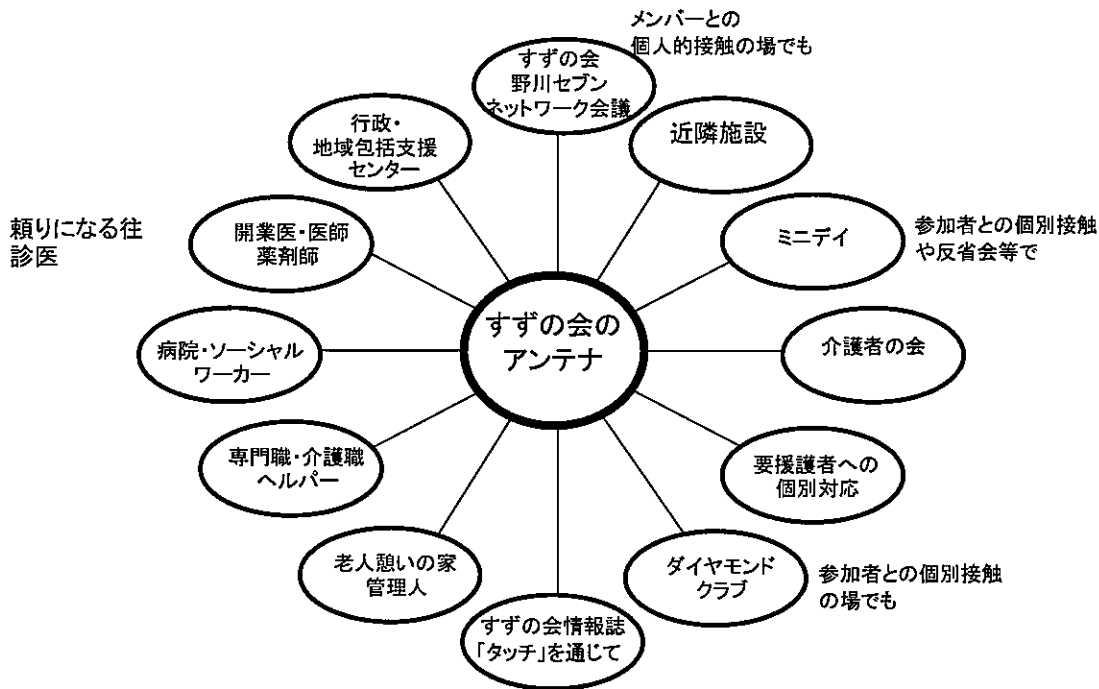 メンバーとの
個人的接触の場でも
すずの会
野川セブン
ネットワーク会議
行政・
地域包括支援
センター
近隣施設
頼りになる往
診医
開業医・医師
薬剤師
ミニデイ
参加者との個別接触
や反省会等で
すずの会の
アンテナ
病院・ソーシャル
ワーカー
介護者の会
専門職・介護職
ヘルパー
要援護者への
個別対応
老人憩いの家
管理人
ダイヤモンド
クラブ
参加者との個別接触
の場でも
すずの会情報誌
「タッチ」を通じて